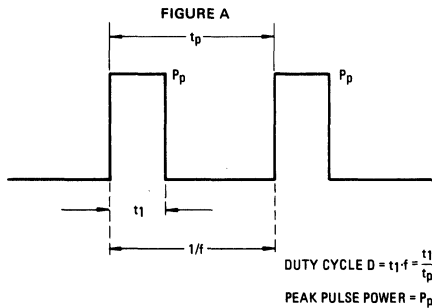 FIGURE A
tp
Pp
Pp
t1
1/f
DUTY CYCLE D = t1·f = t1/tp
PEAK PULSE POWER = Pp